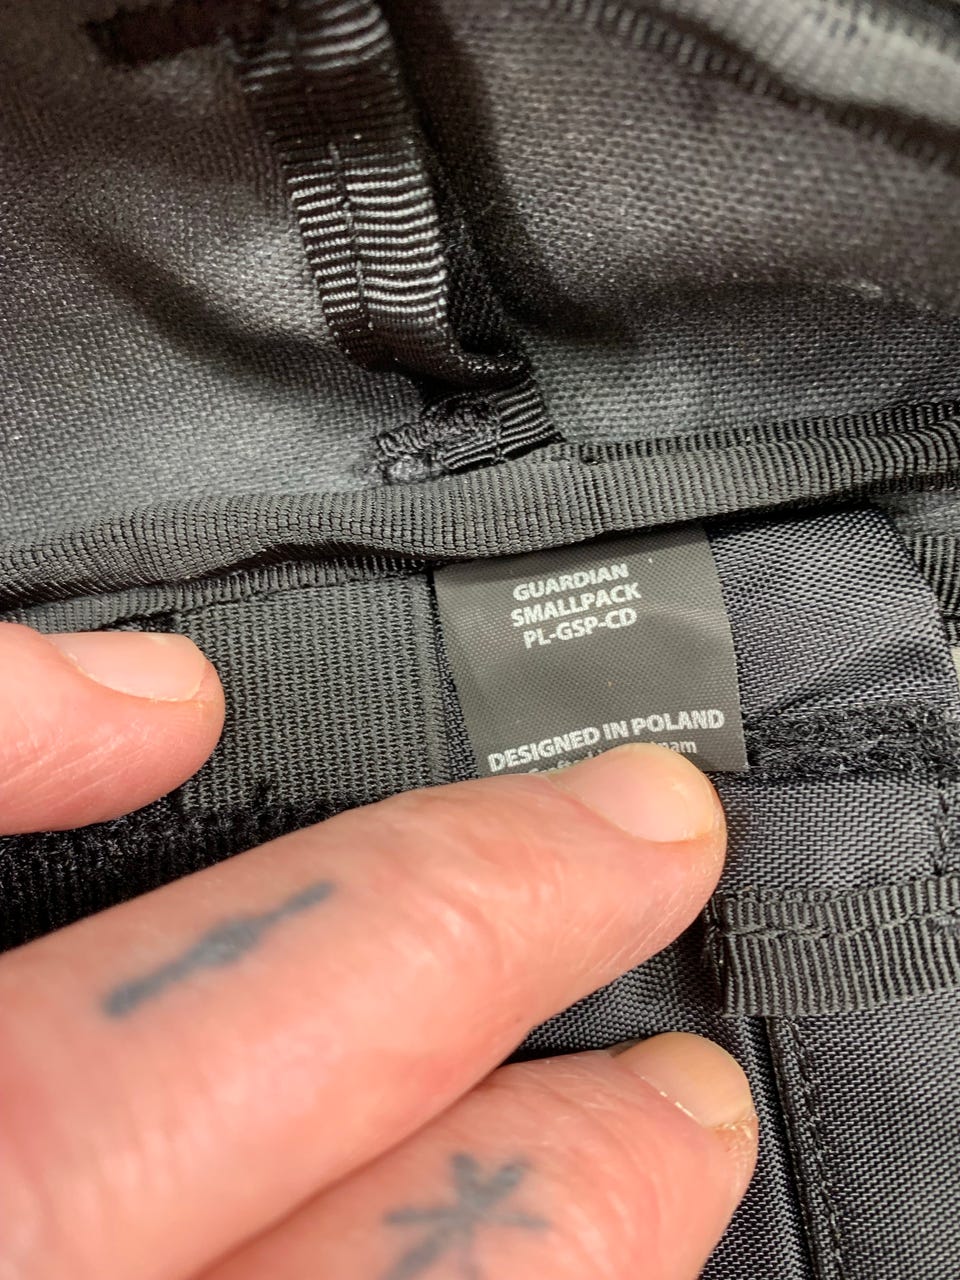 GUARDIAN
SMALLPACK
PL-GSP-CD
DESIGNED IN POLAND